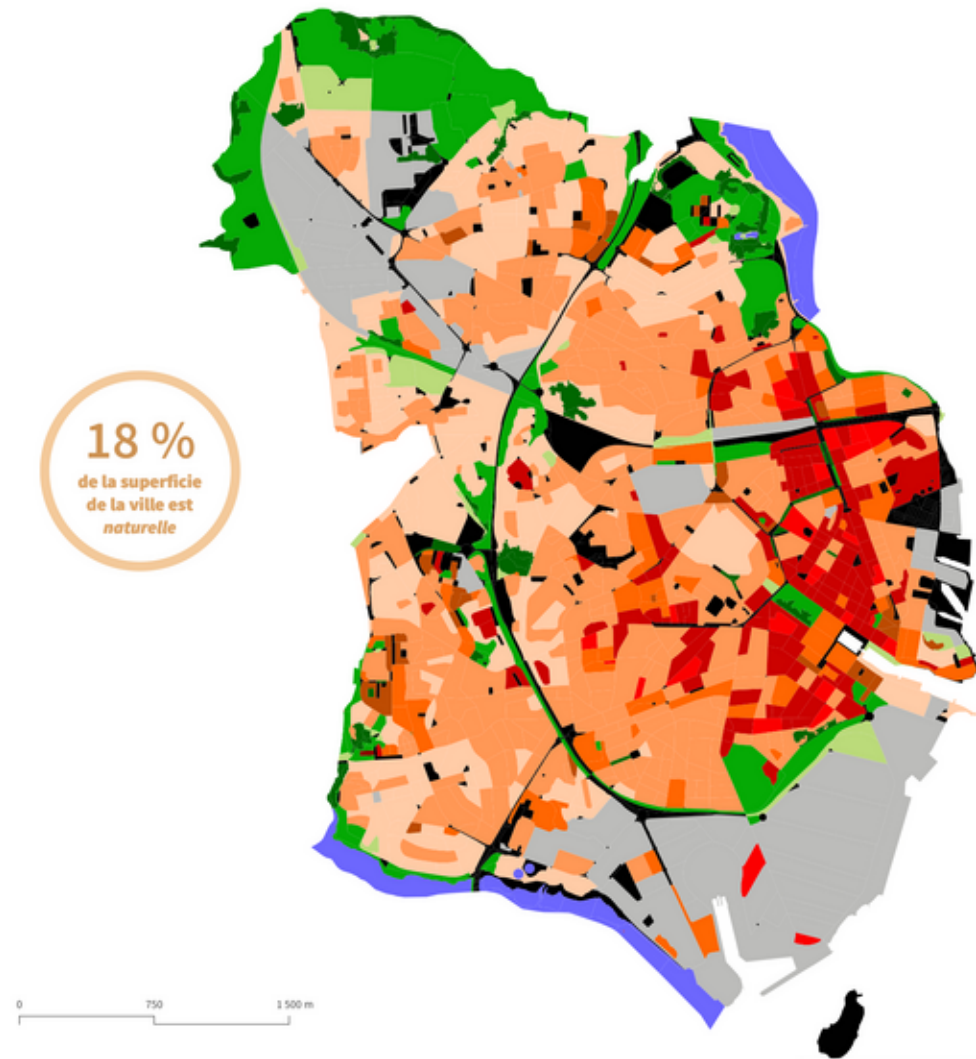 18 %
de la superficie
de la ville est
naturelle
0 750 1 500 m